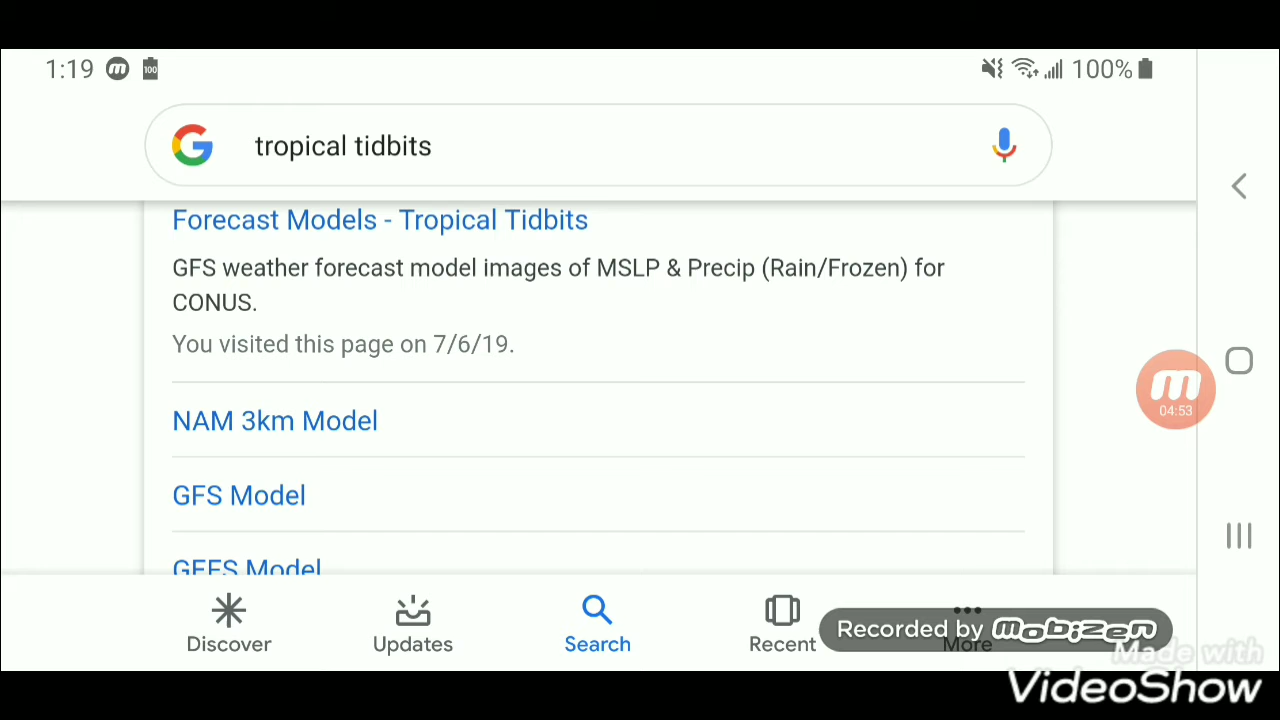 1:19
100
100%
tropical tidbits
Forecast Models - Tropical Tidbits
GFS weather forecast model images of MSLP & Precip (Rain/Frozen) for
CONUS.
You visited this page on 7/6/19.
NAM 3km Model
04:53
GFS Model
GEFS Model
Discover
Updates
Search
Recent
More
Recorded by mobizen
Made with
VideoShow